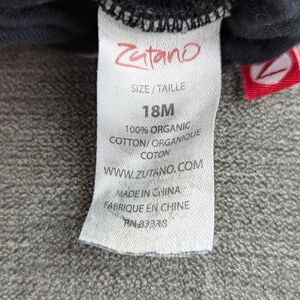 Zutano
SIZE / TAILLE
18M
100% ORGANIC
COTTON/ ORGANIQUE
COTON
WWW.ZUTANO.COM
MADE IN CHINA
FABRIQUE EN CHINE